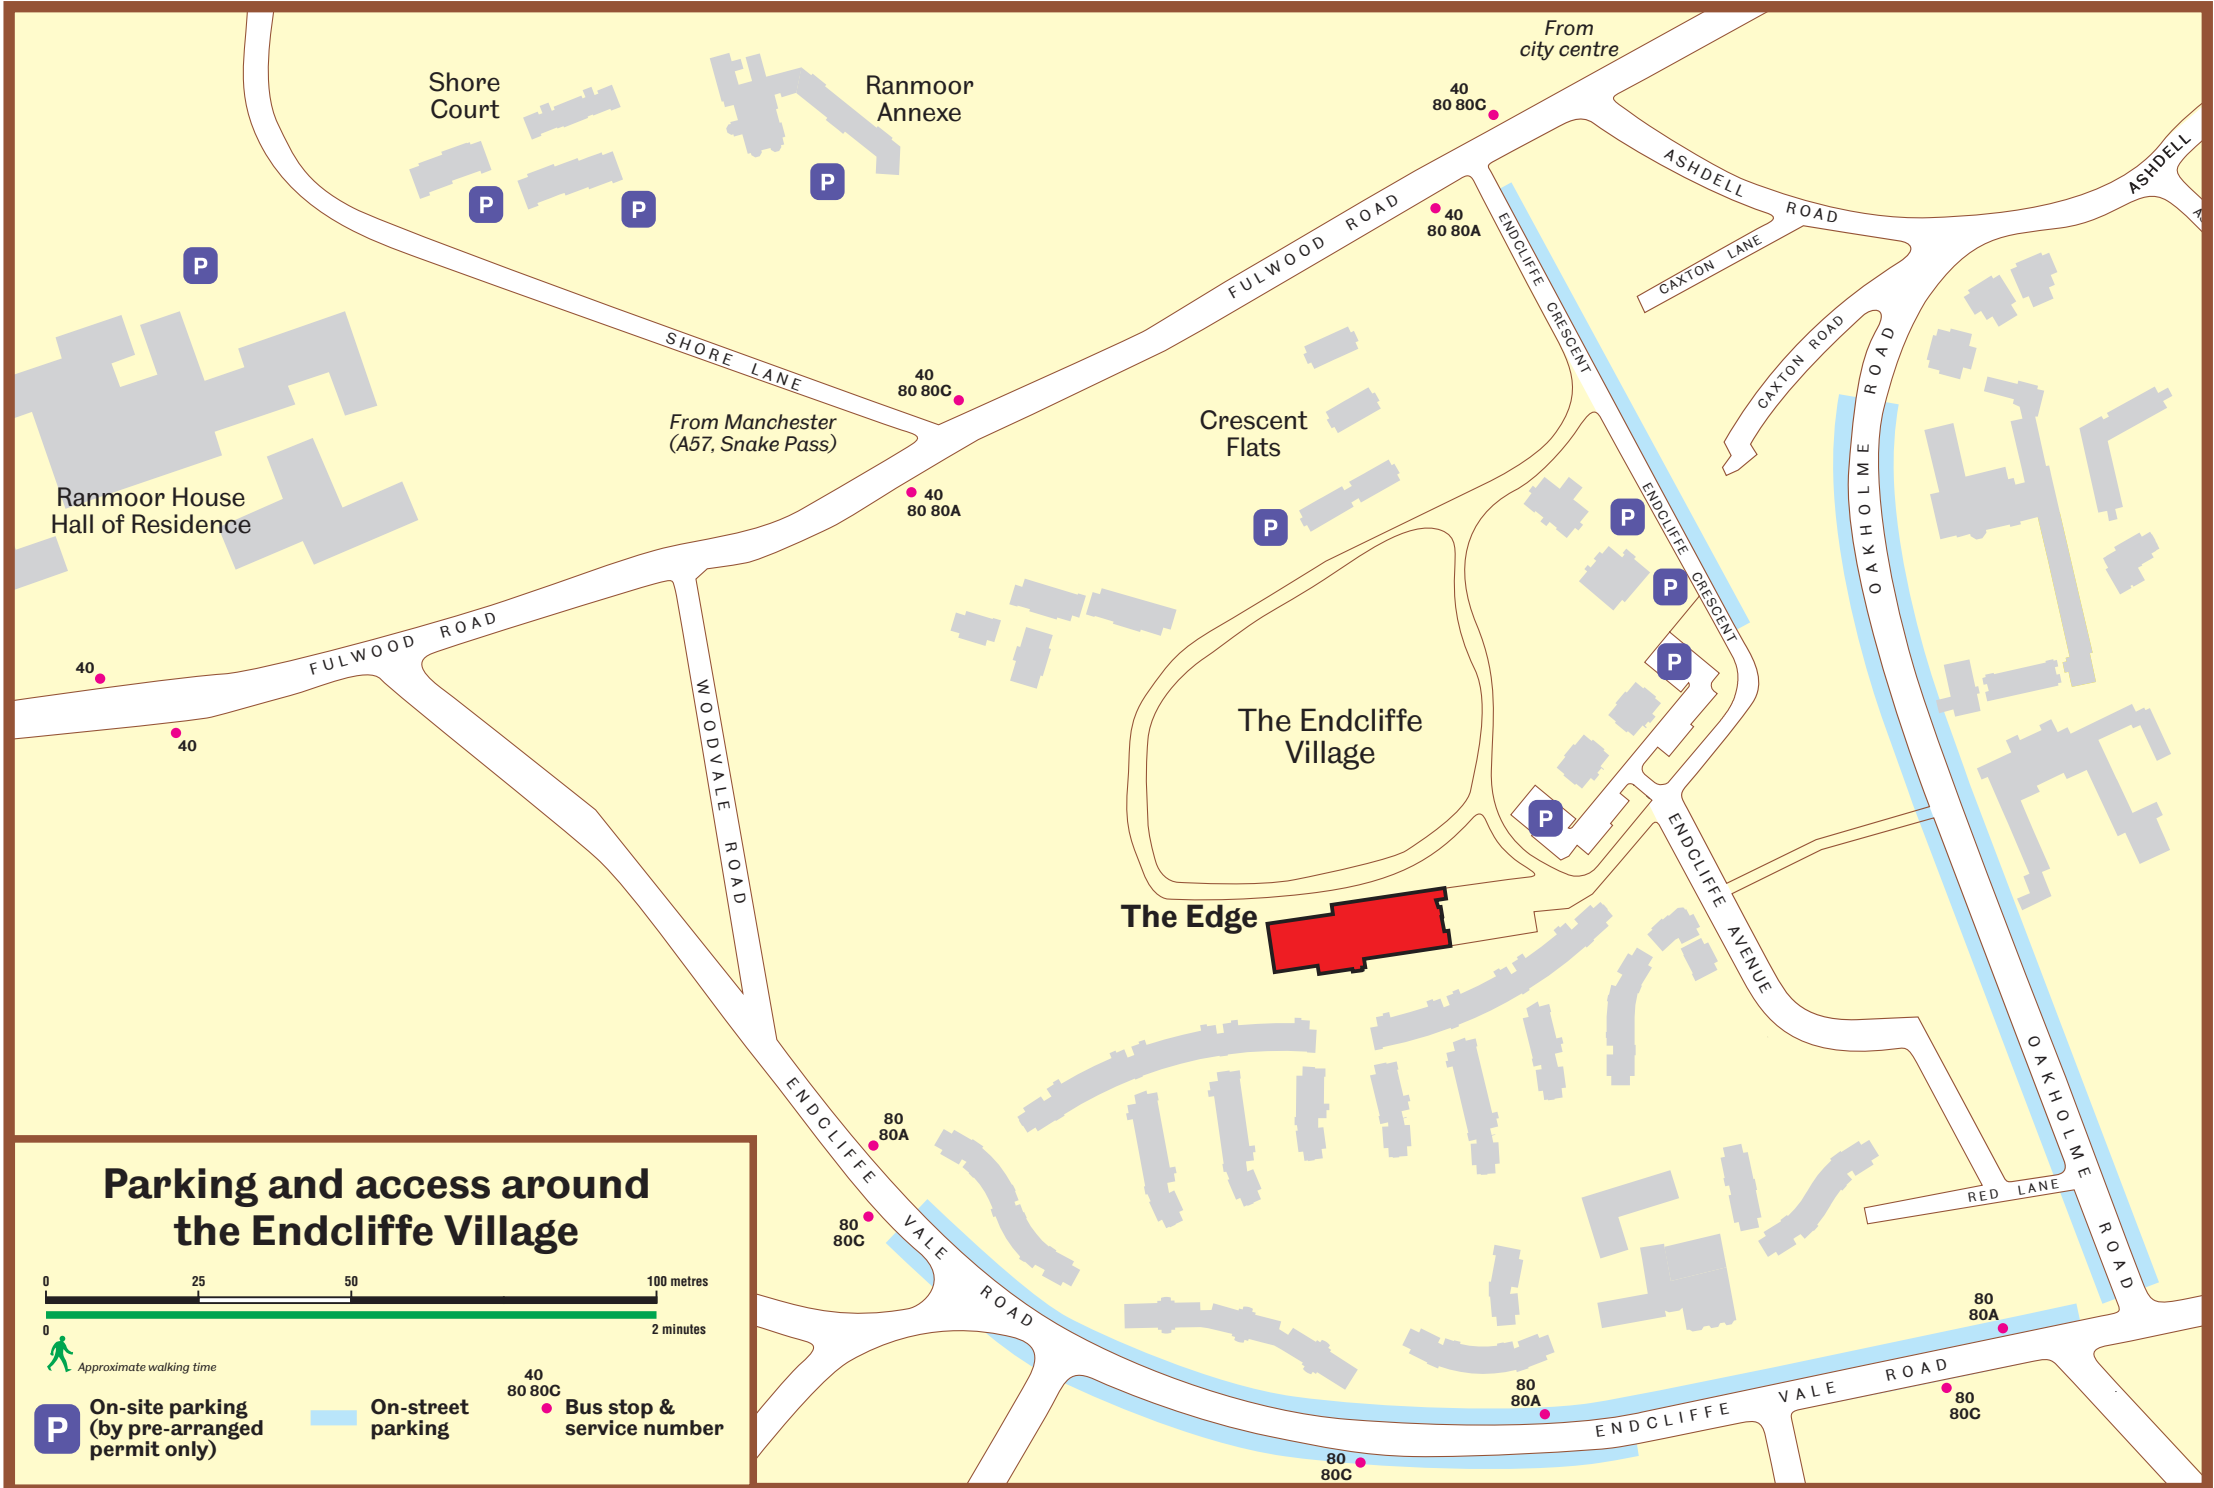 From
city centre
40
80 80C
Shore
Court
Ranmoor
Annexe
P
P
P
P
ASHDELL ROAD
ASHDELL
40
80 80A
FULWOOD ROAD
ENDCLIFFE CRESCENT
CAXTON LANE
CAXTON ROAD
OAKHOLME ROAD
SHORE LANE
40
80 80C
From Manchester
(A57, Snake Pass)
40
80 80A
Crescent
Flats
P
P
P
P
P
ENDCLIFFE CRESCENT
Ranmoor House
Hall of Residence
FULWOOD ROAD
40
40
WOODVALE ROAD
The Endcliffe
Village
The Edge
ENDCLIFFE AVENUE
OAKHOLME ROAD
RED LANE
80
80A
80
80C
ENDCLIFFE VALE ROAD
80
80A
80
80C
ENDCLIFFE VALE ROAD
80
80A
80
80C
Parking and access around
the Endcliffe Village
0 25 50 100 metres
0 2 minutes
Approximate walking time
P
On-site parking
(by pre-arranged
permit only)
On-street
parking
40
80 80C
Bus stop &
service number